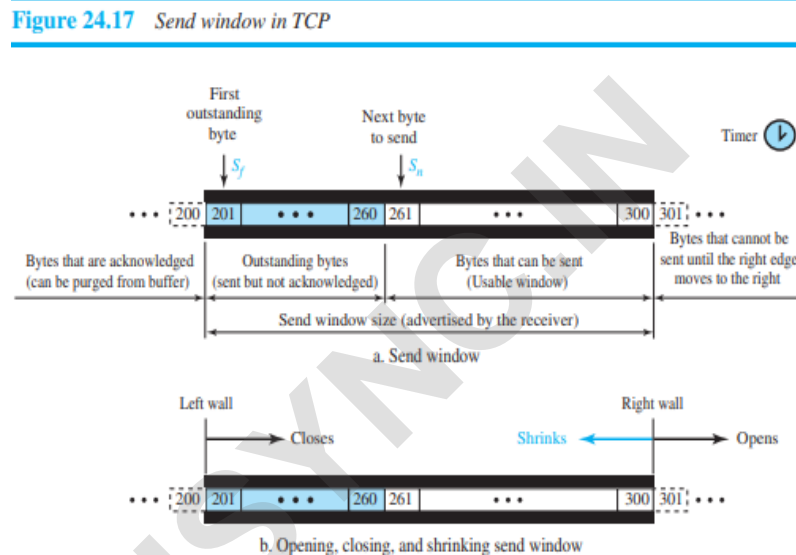 Figure 24.17 Send window in TCP
First
outstanding
byte
Next byte
to send
Timer
Sf
Sn
••• 200 201 ••• 260 261 ••• 300 301 •••
Bytes that are acknowledged
(can be purged from buffer)
Outstanding bytes
(sent but not acknowledged)
Bytes that can be sent
(Usable window)
Bytes that cannot be
sent until the right edge
moves to the right
Send window size (advertised by the receiver)
a. Send window
Left wall
Right wall
Closes
Shrinks
Opens
••• 200 201 ••• 260 261 ••• 300 301 •••
b. Opening, closing, and shrinking send window
SYNC.IN